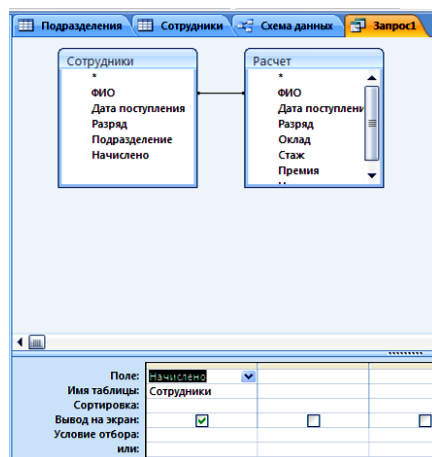 Подразделения Сотрудники Схема данных Запрос1
Сотрудники
*
ФИО
Дата поступления
Разряд
Подразделение
Начислено
Расчет
*
ФИО
Дата поступлени
Разряд
Оклад
Стаж
Премия
Поле: Начислено
Имя таблицы: Сотрудники
Сортировка:
Вывод на экран:
Условие отбора:
или: